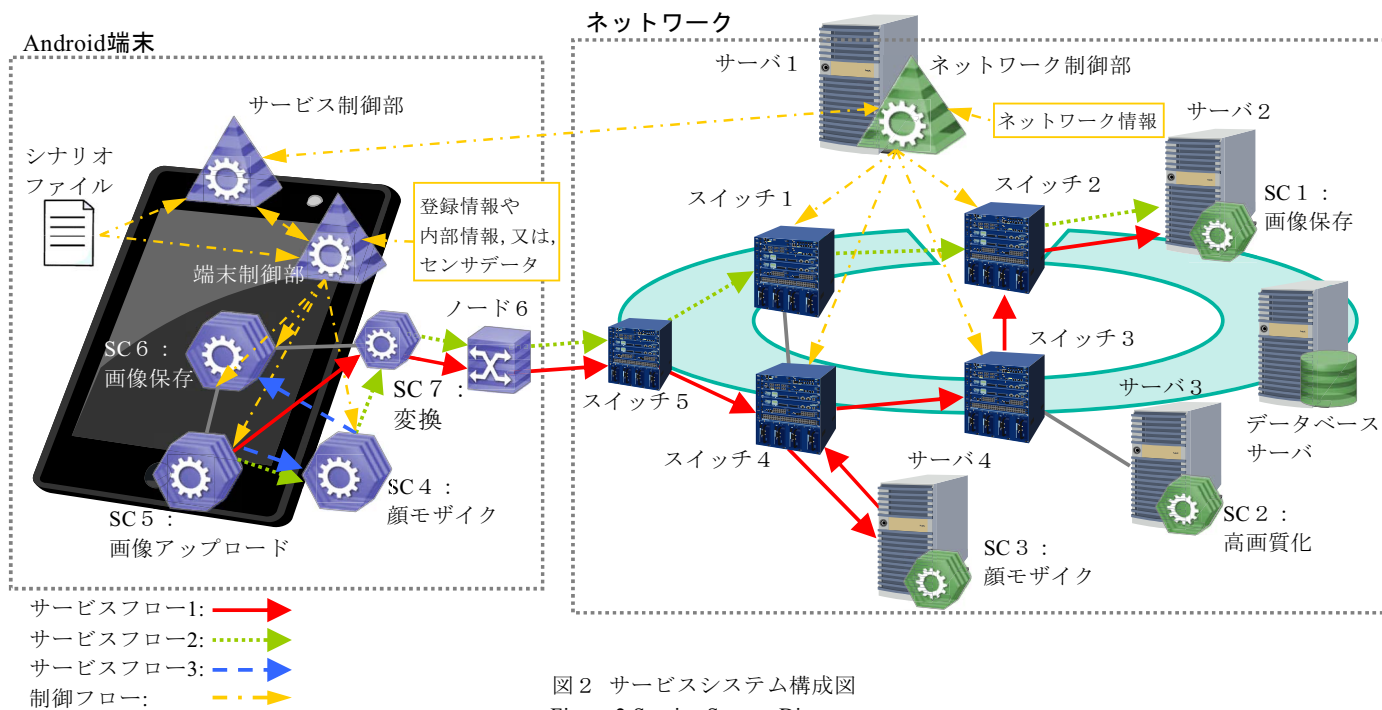 ネットワーク
Android端末
サーバ１
ネットワーク制御部
サービス制御部
サーバ２
ネットワーク情報
シナリオ
ファイル
スイッチ１
スイッチ２
SC１：
画像保存
登録情報や
内部情報,又は,
センサデータ
端末制御部
ノード６
SC６：
画像保存
スイッチ３
SC７：
変換
スイッチ５
サーバ３
データベース
サーバ
スイッチ４
サーバ４
SC４：
顔モザイク
SC５：
画像アップロード
SC２：
高画質化
SC３：
顔モザイク
サービスフロー1:
サービスフロー2:
サービスフロー3:
制御フロー:
図２ サービスシステム構成図